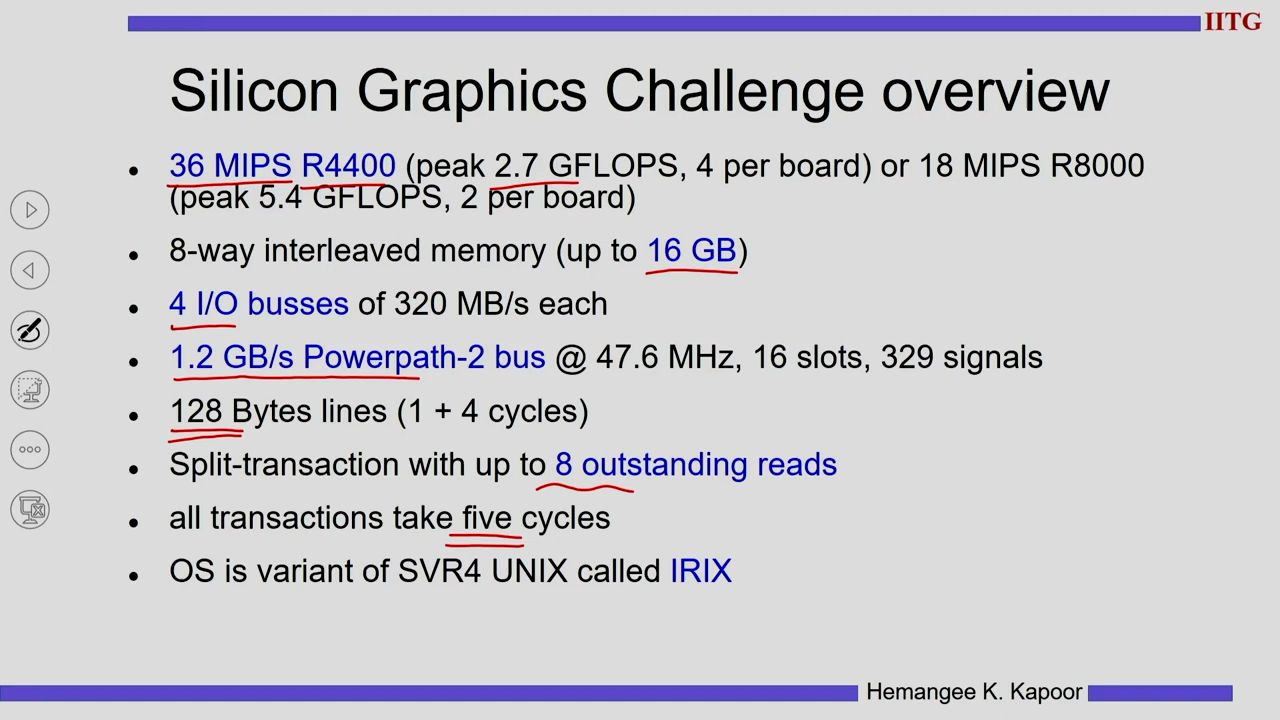 IITG
Silicon Graphics Challenge overview
• 36 MIPS R4400 (peak 2.7 GFLOPS, 4 per board) or 18 MIPS R8000
(peak 5.4 GFLOPS, 2 per board)
• 8-way interleaved memory (up to 16 GB)
• 4 I/O busses of 320 MB/s each
• 1.2 GB/s Powerpath-2 bus @ 47.6 MHz, 16 slots, 329 signals
• 128 Bytes lines (1 + 4 cycles)
• Split-transaction with up to 8 outstanding reads
• all transactions take five cycles
• OS is variant of SVR4 UNIX called IRIX
Hemangee K. Kapoor